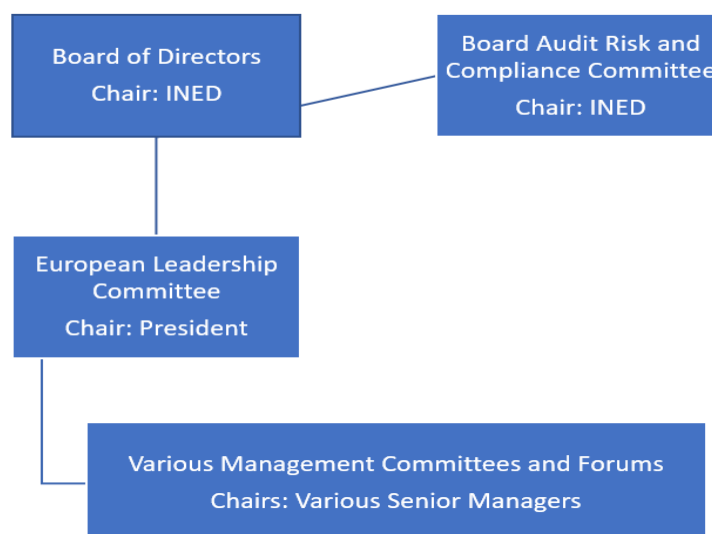 Board of Directors
Chair: INED
Board Audit Risk and
Compliance Committee
Chair: INED
European Leadership
Committee
Chair: President
Various Management Committees and Forums
Chairs: Various Senior Managers